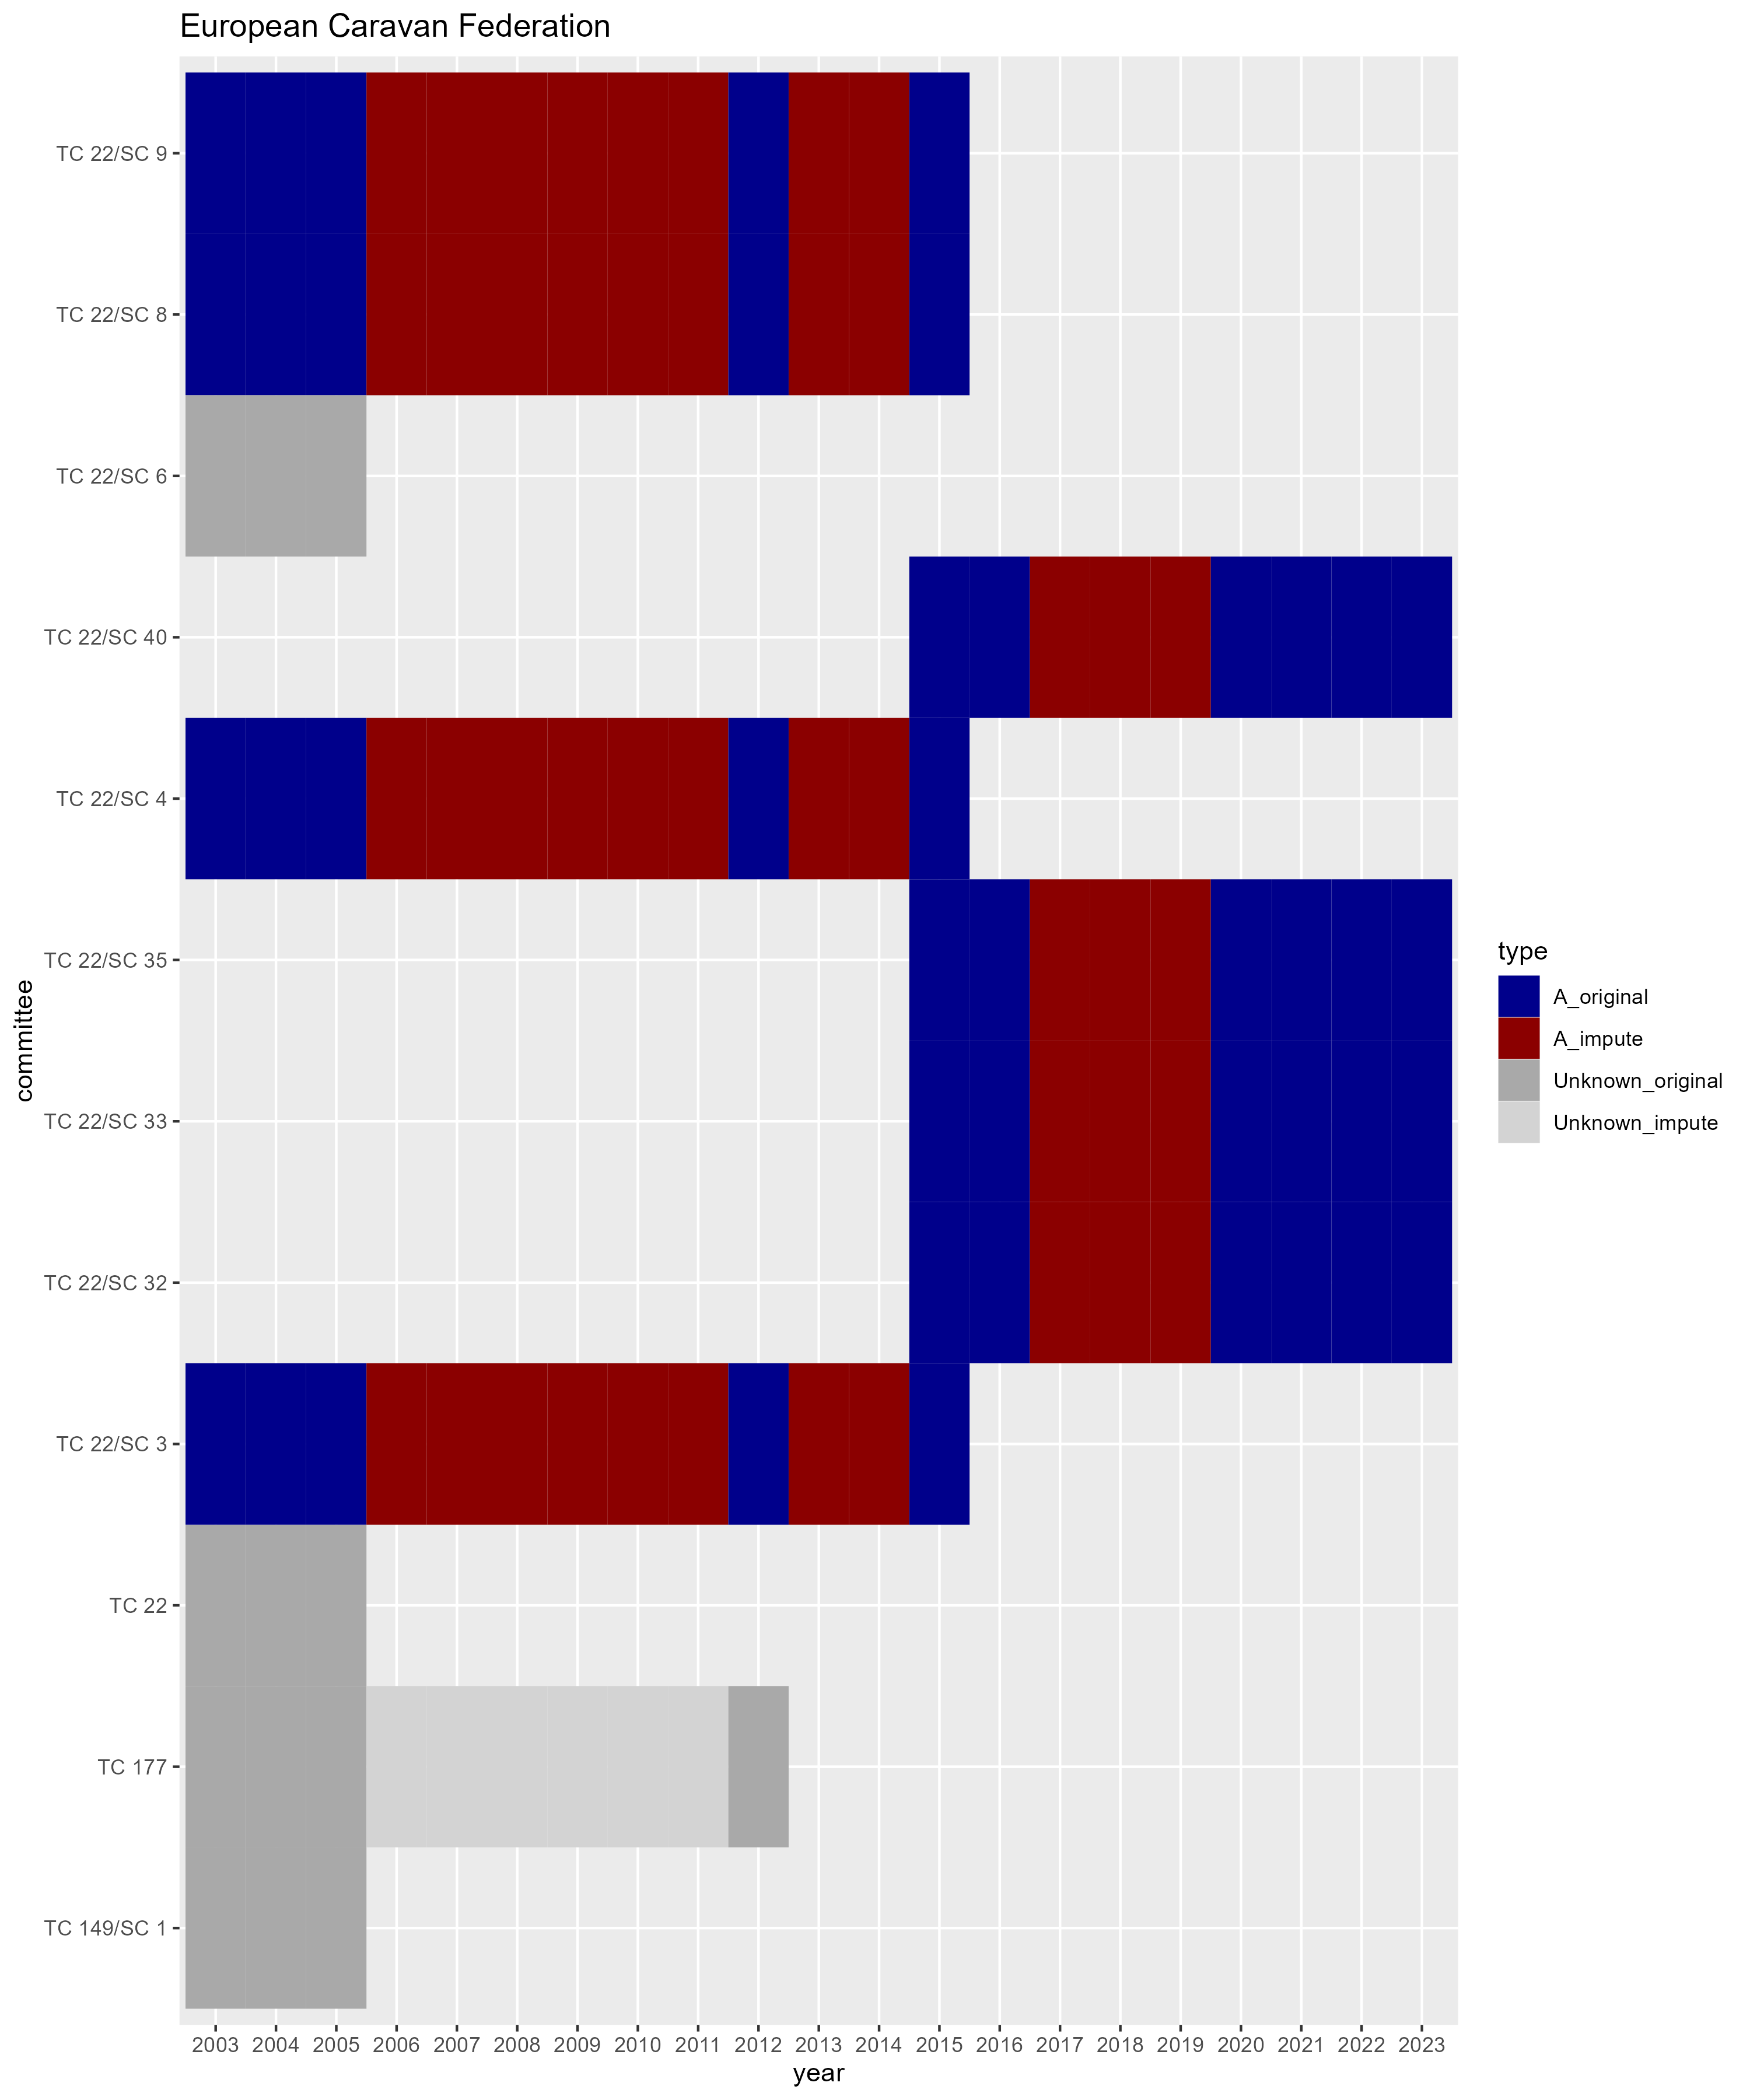 European Caravan Federation
TC 22/SC 9
TC 22/SC 8
TC 22/SC 6
TC 22/SC 40
TC 22/SC 4
TC 22/SC 35
TC 22/SC 33
TC 22/SC 32
TC 22/SC 3
TC 22
TC 177
TC 149/SC 1
committee
2003 2004 2005 2006 2007 2008 2009 2010 2011 2012 2013 2014 2015 2016 2017 2018 2019 2020 2021 2022 2023
year
type
A_original
A_impute
Unknown_original
Unknown_impute